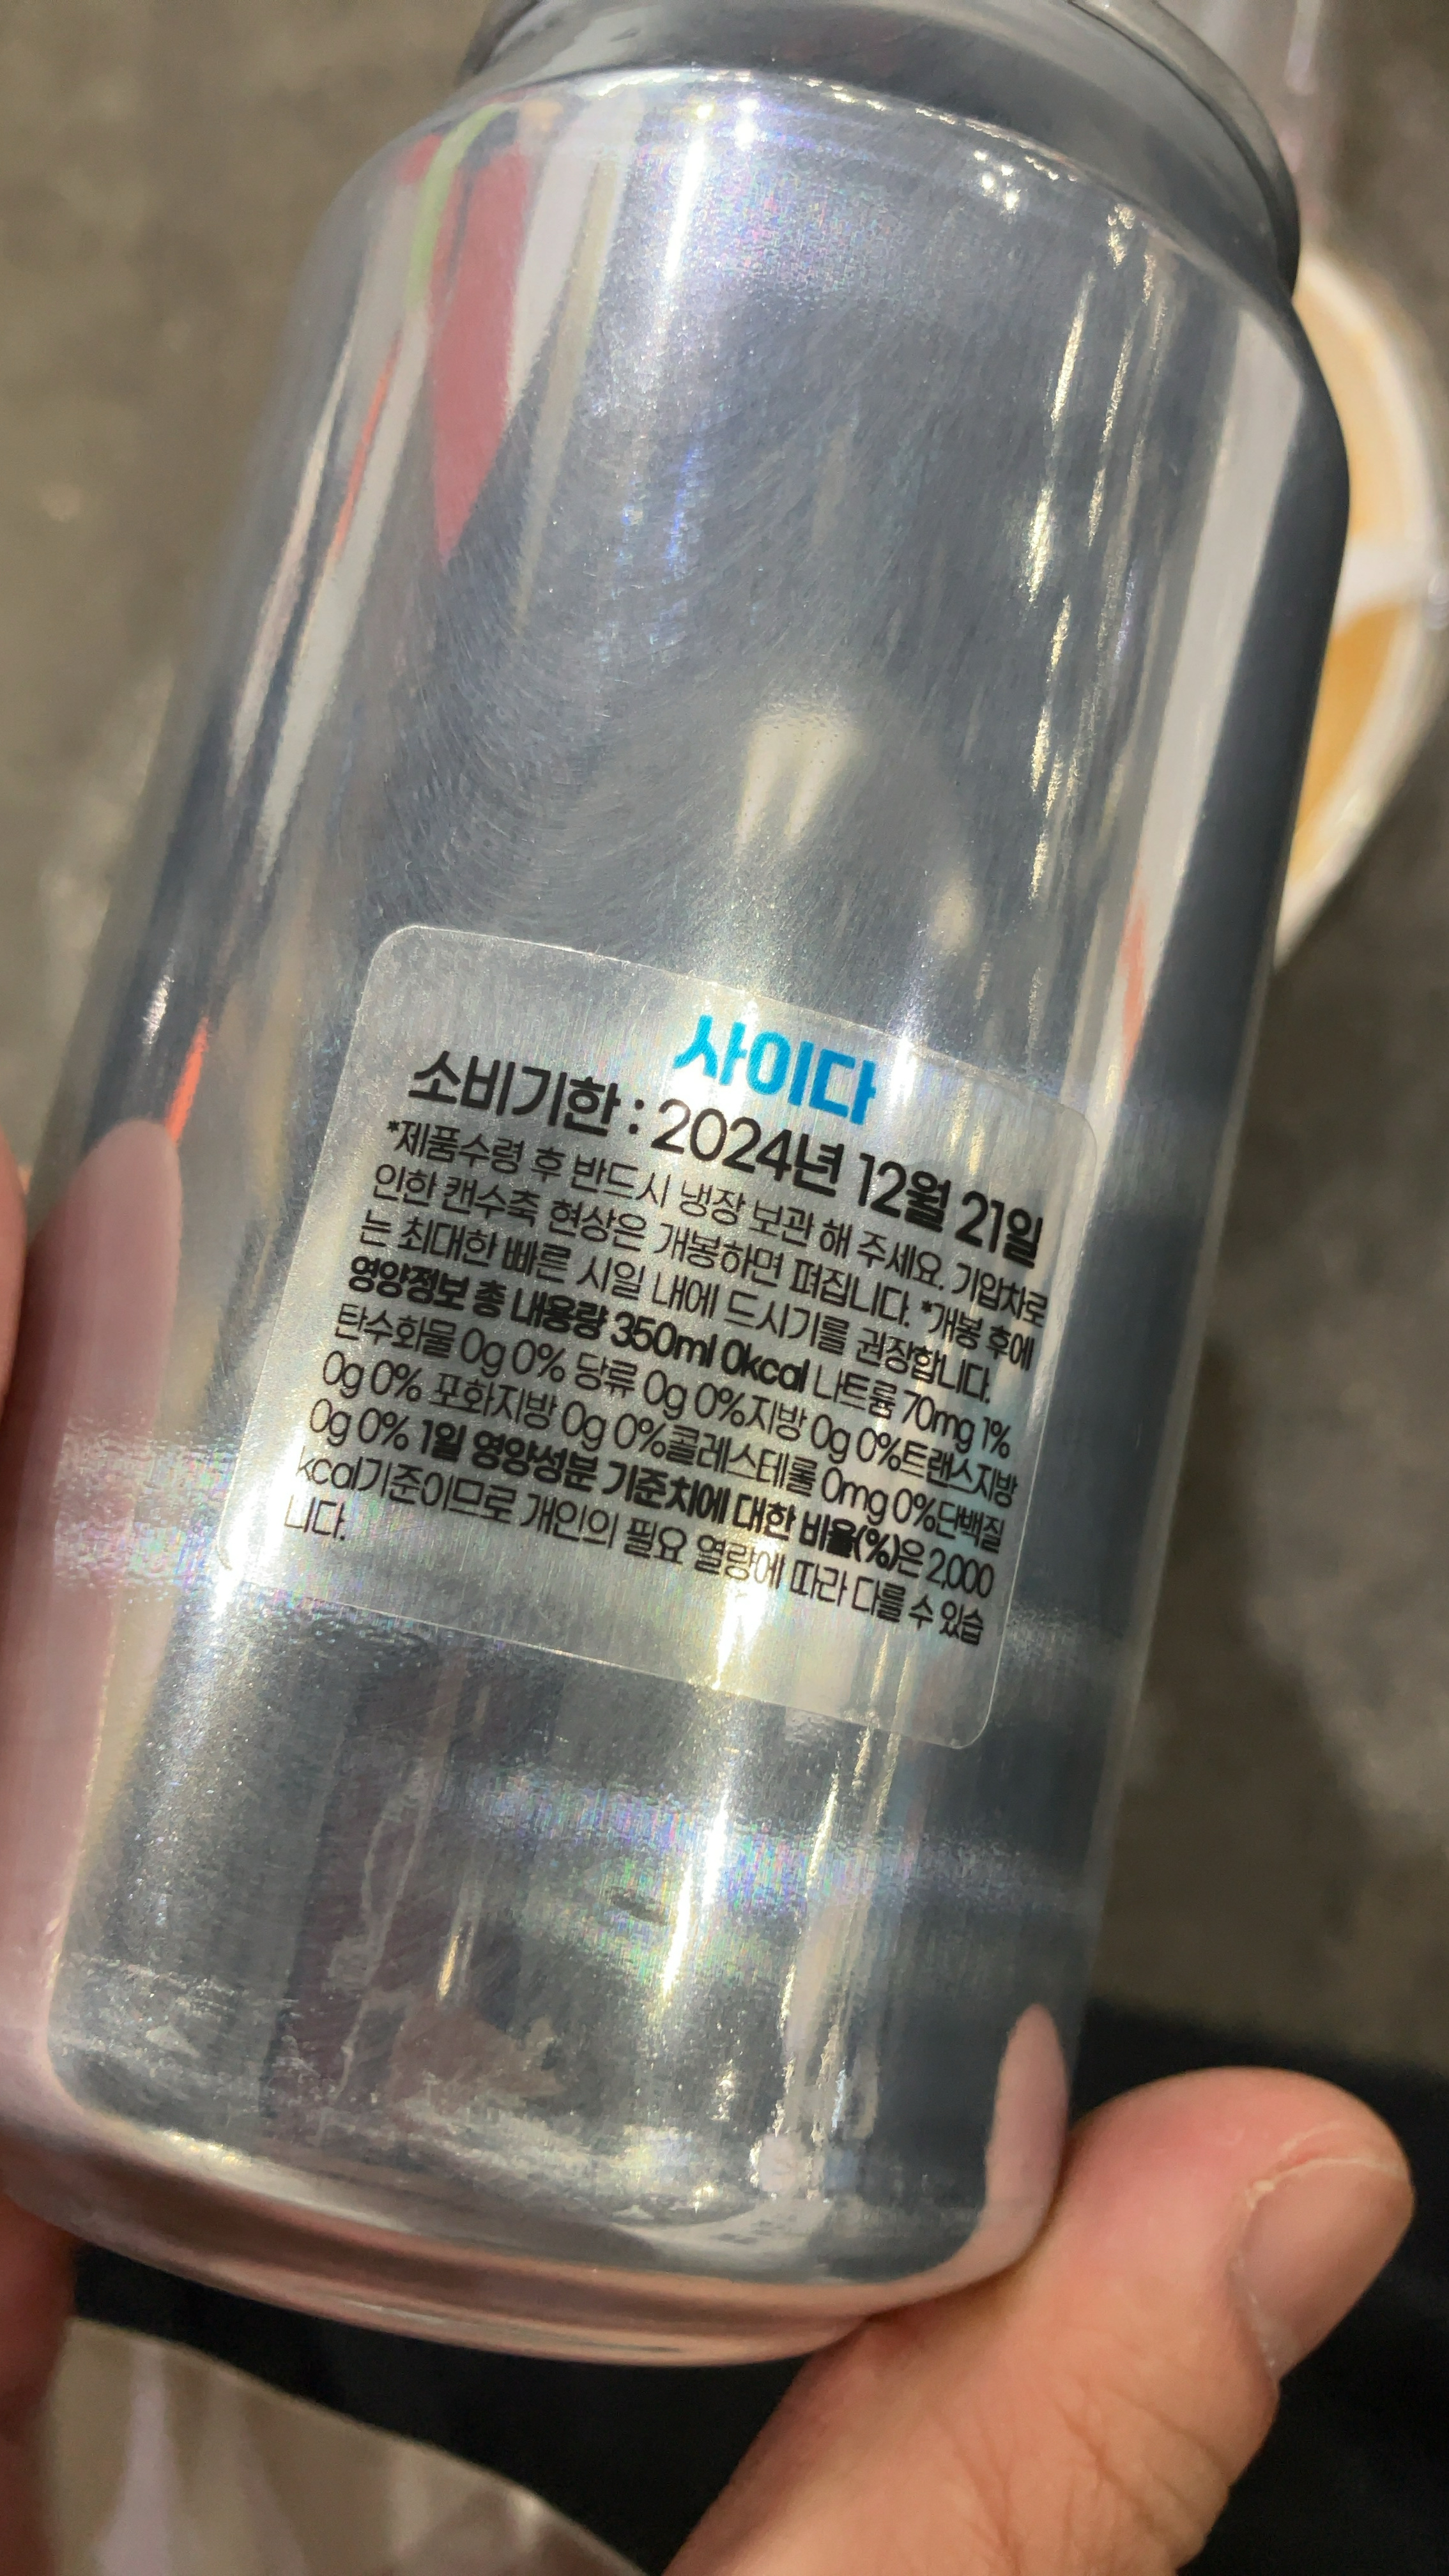 사이다
소비기한 : 2024년 12월 21일
*제품수령 후 반드시 냉장 보관 해 주세요. 기압차로
인한 캔수축 현상은 개봉하면 펴집니다. *개봉 후에
는 최대한 빠른 시일 내에 드시기를 권장합니다.
영양정보 총 내용량 350ml 0kcal 나트륨 70mg 1%
탄수화물 0g 0% 당류 0g 0%지방 0g 0%트랜스지방
0g 0% 포화지방 0g 0%콜레스테롤 0mg 0%단백질
0g 0% 1일 영양성분 기준치에 대한 비율(%)은 2,000
kcal기준이므로 개인의 필요 열량에 따라 다를 수 있습
니다.